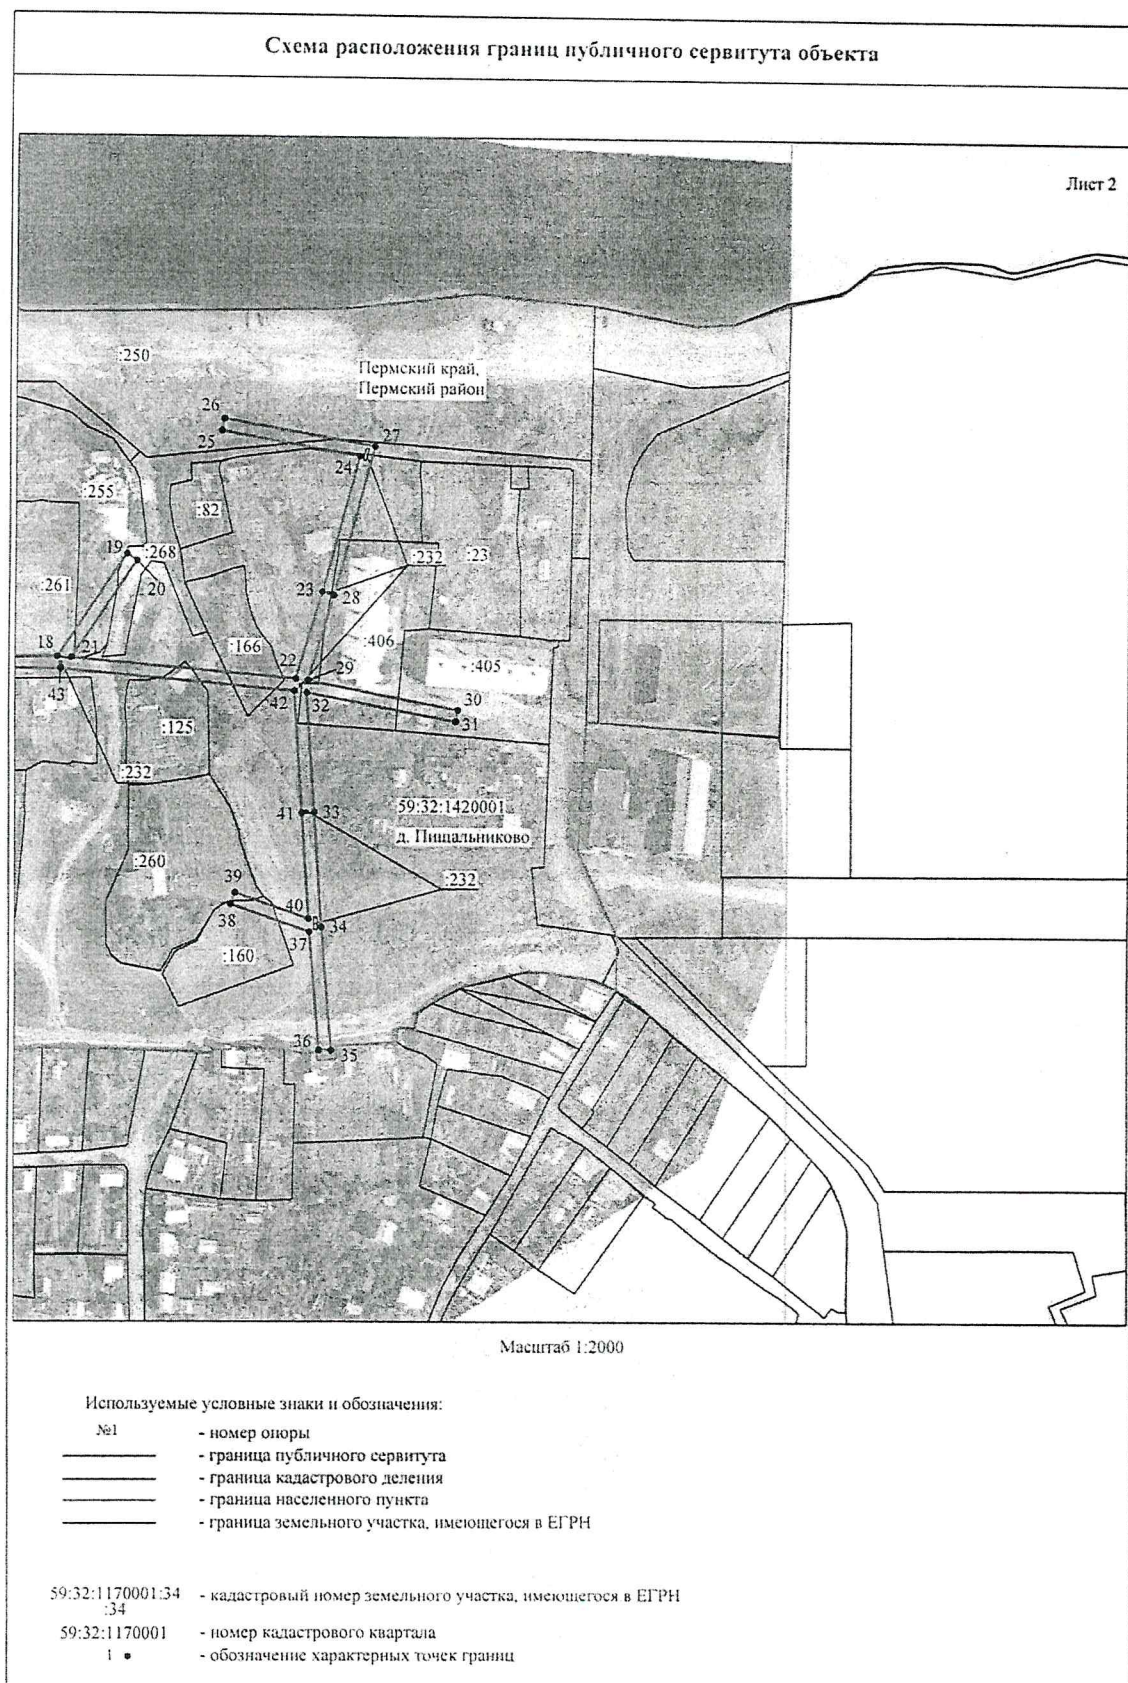 Схема расположения границ публичного сервитута объекта
Лист 2
:250
Пермский край,
Пермский район
26
25
27
24
:255
:82
19
:268
20
:232
:23
:261
23
28
18
21
:166
22
29
:406
:405
43
42
32
30
31
:125
:232
59:32:1420001
41
33
д. Пищальниково
:260
39
:232
38
40
34
37
:160
36
35
Масштаб 1:2000
Используемые условные знаки и обозначения:
№1 - номер опоры
- граница публичного сервитута
- граница кадастрового деления
- граница населенного пункта
- граница земельного участка, имеющегося в ЕГРН
59:32:1170001:34 - кадастровый номер земельного участка, имеющегося в ЕГРН
:34
59:32:1170001 - номер кадастрового квартала
1 - обозначение характерных точек границ